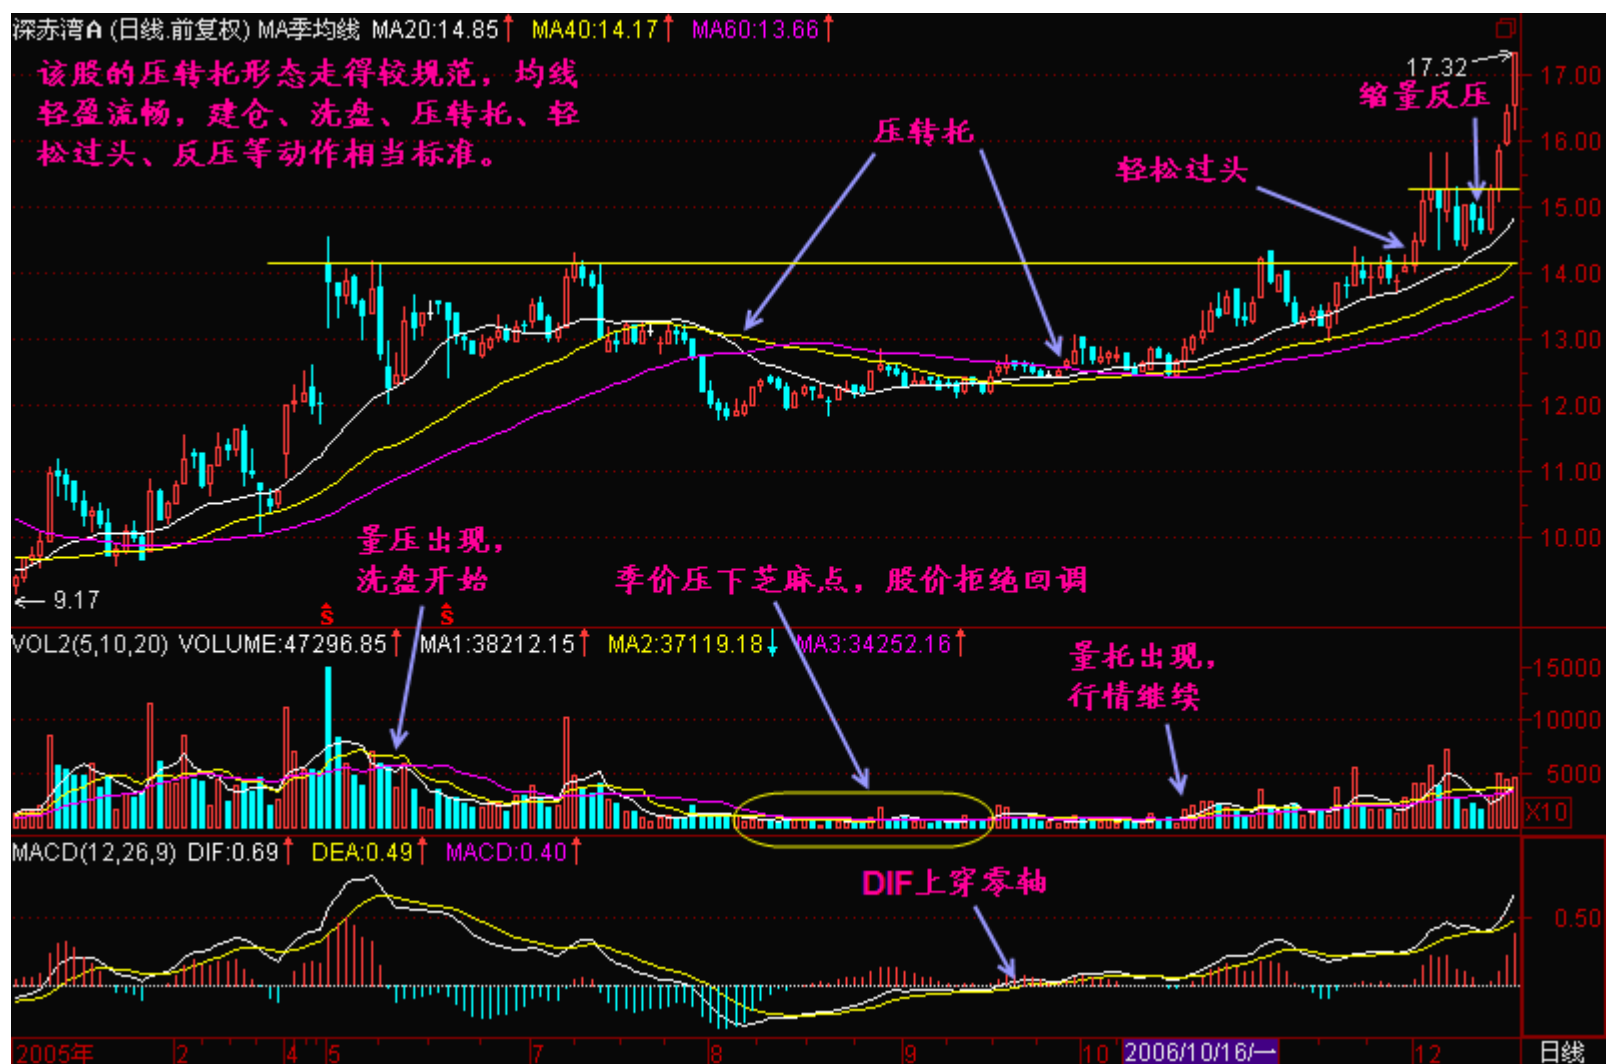 深赤湾A (日线.前复权) MA季均线 MA20:14.85↑ MA40:14.17↑ MA60:13.66↑
该股的压转托形态走得较规范，均线
轻盈流畅，建仓、洗盘、压转托、轻
松过头、反压等动作相当标准。
17.32
17.00
缩量反压
压转托
16.00
轻松过头
15.00
14.00
13.00
12.00
11.00
10.00
量压出现，
洗盘开始
季价压下芝麻点，股价拒绝回调
← 9.17
S S
VOL2(5,10,20) VOLUME:47296.85↑ MA1:38212.15↑ MA2:37119.18↓ MA3:34252.16↑
量托出现，
行情继续
15000
10000
5000
X10
MACD(12,26,9) DIF:0.69↑ DEA:0.49↑ MACD:0.40↑
DIF上穿零轴
0.50
2005年 2 4 5 7 8 9 10 2006/10/16/一 12 日线